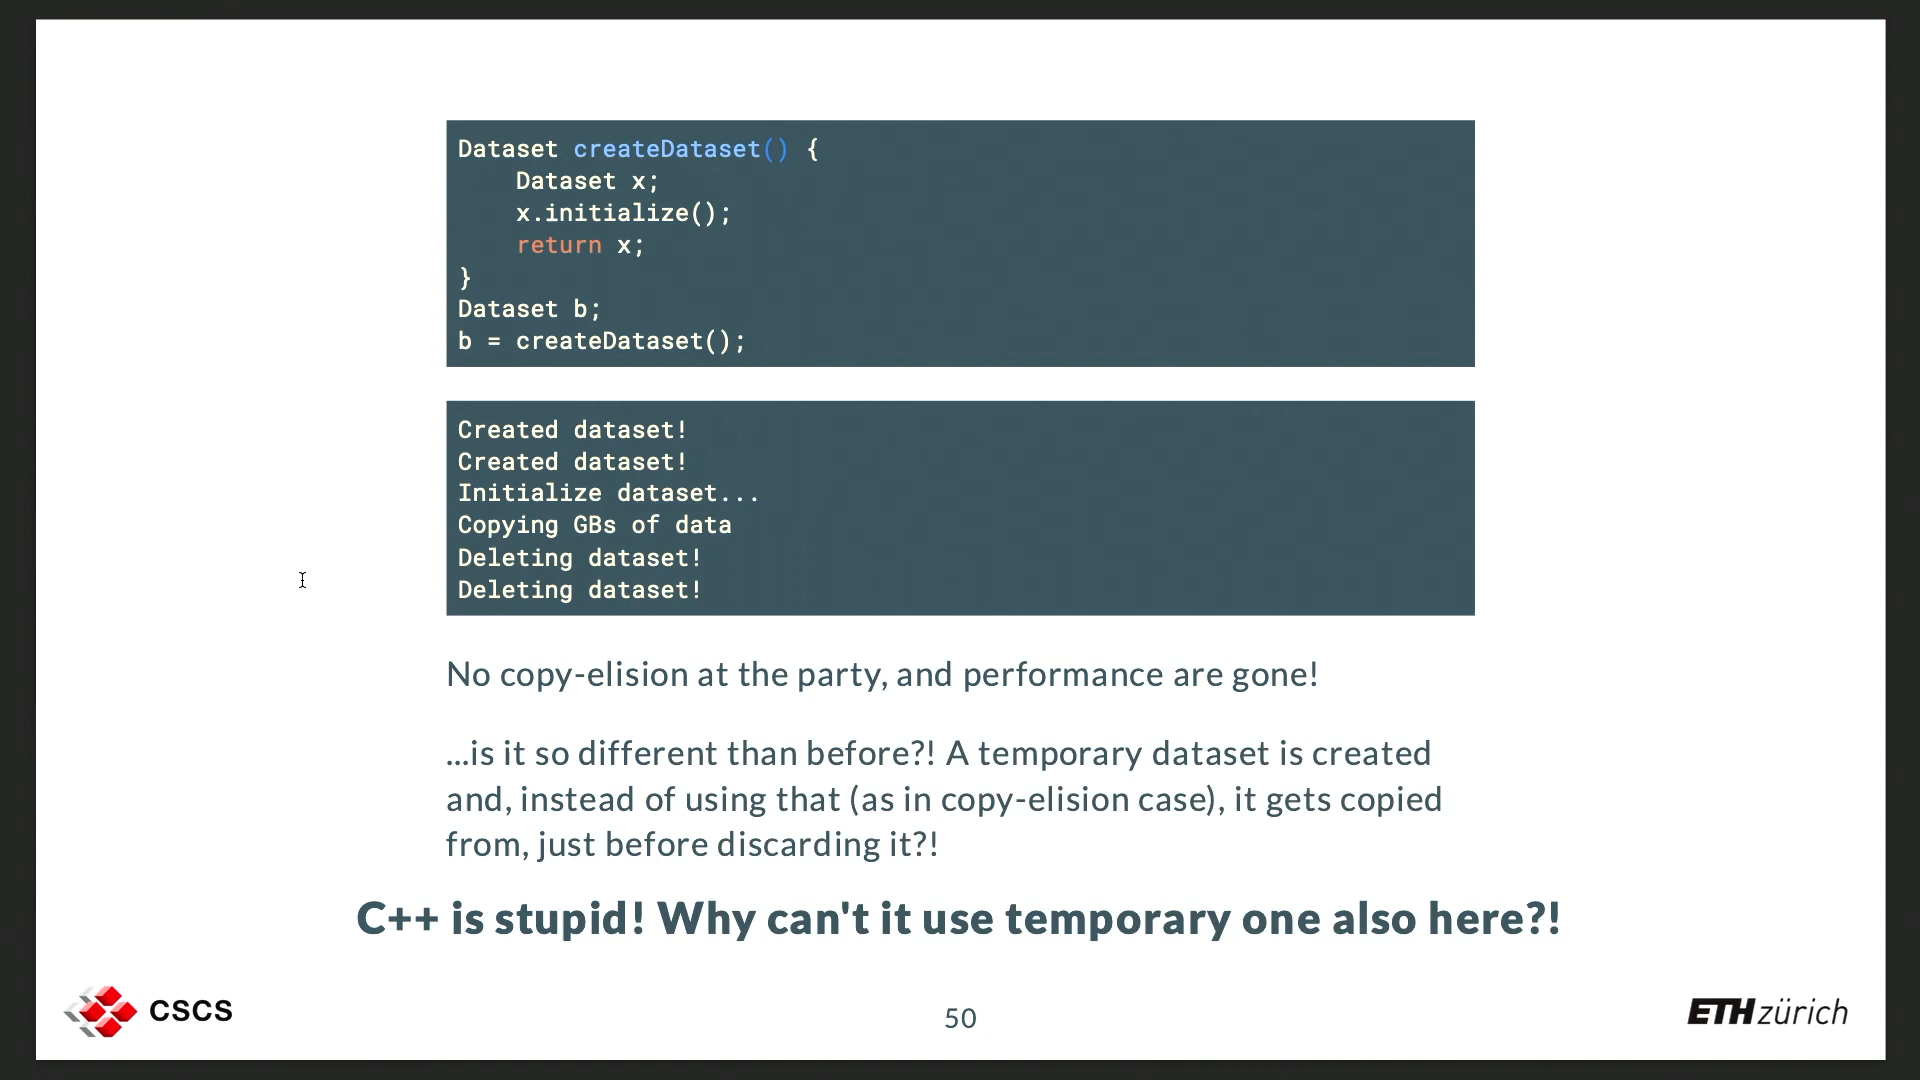 Dataset createDataset() {
    Dataset x;
    x.initialize();
    return x;
}
Dataset b;
b = createDataset();
Created dataset!
Created dataset!
Initialize dataset...
Copying GBs of data
Deleting dataset!
Deleting dataset!
No copy-elision at the party, and performance are gone!
...is it so different than before?! A temporary dataset is created
and, instead of using that (as in copy-elision case), it gets copied
from, just before discarding it?!
C++ is stupid! Why can't it use temporary one also here?!
CSCS
50
ETH zürich